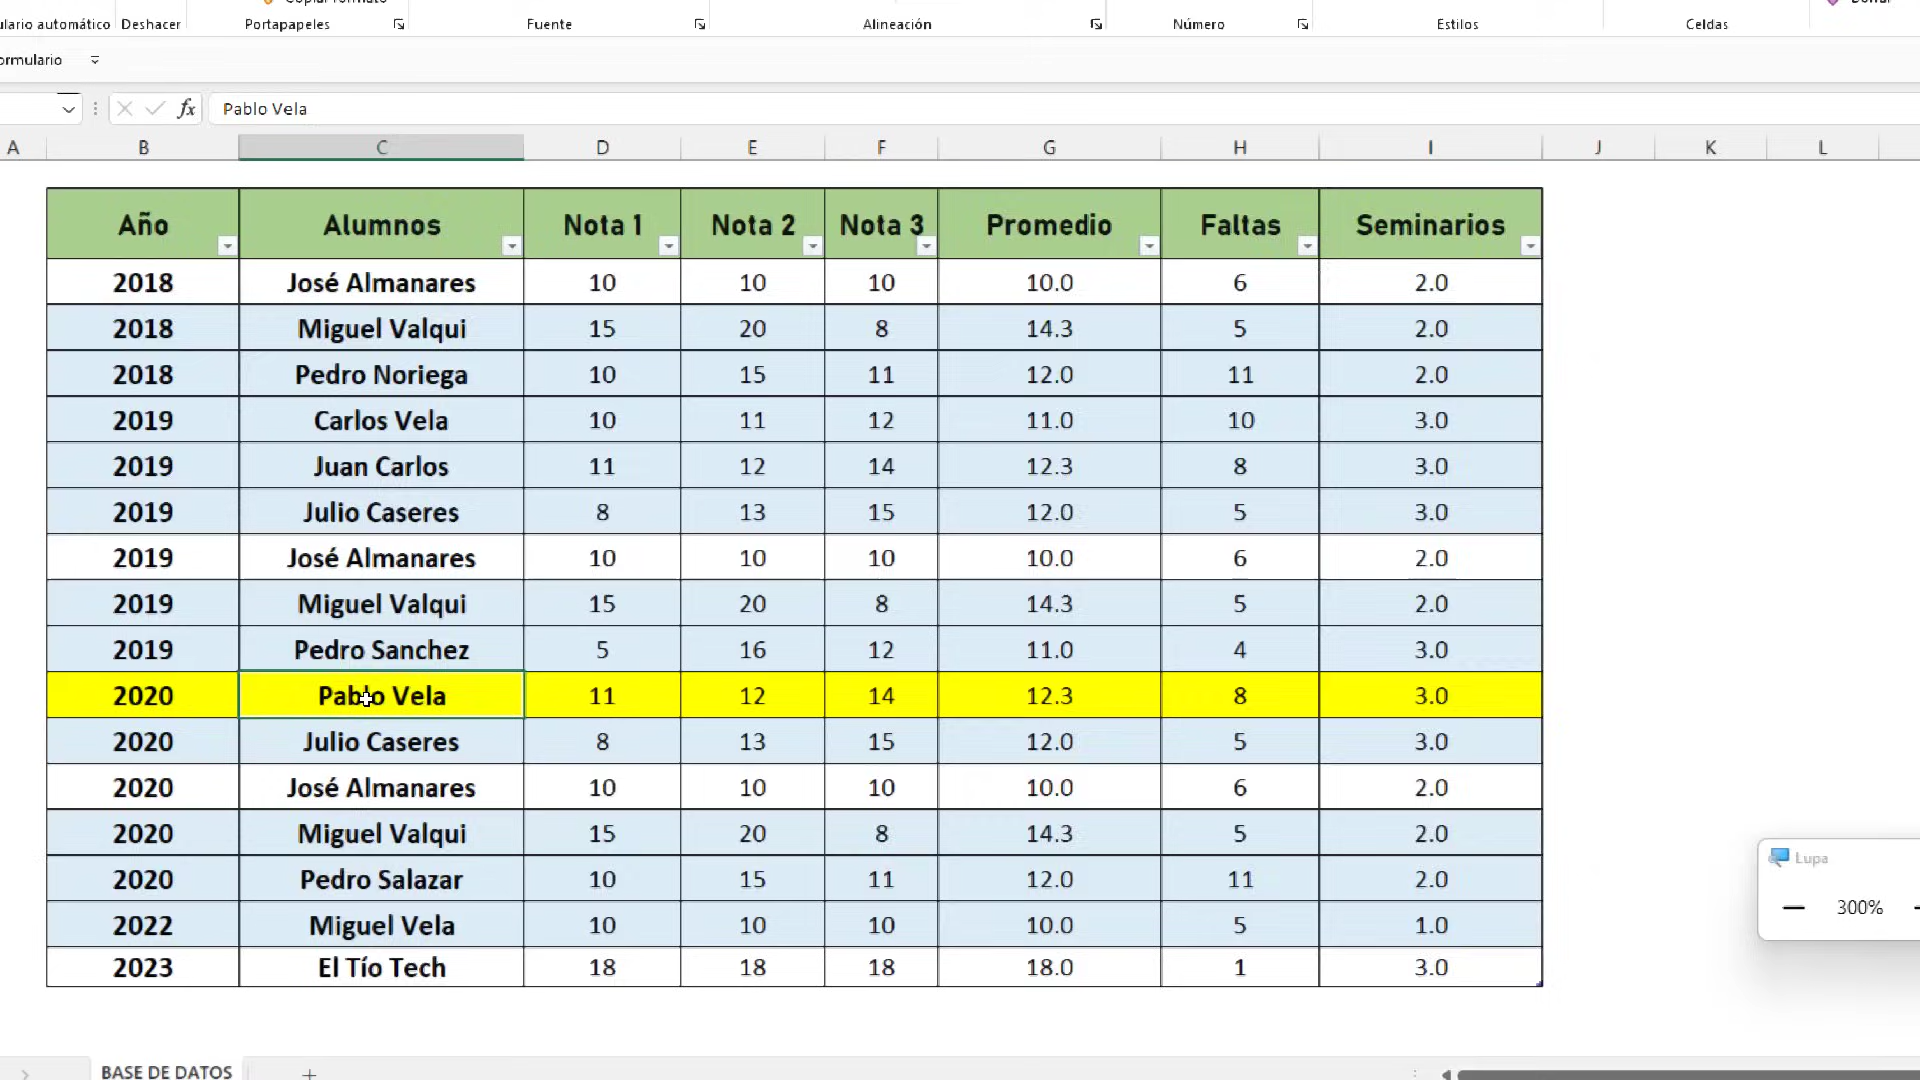 Copiar formato
ulario automático Deshacer Portapapeles Fuente Alineación Número Estilos Celdas
ormulario
fx Pablo Vela
A B C D E F G H I J K L
Año Alumnos Nota 1 Nota 2 Nota 3 Promedio Faltas Seminarios
2018 José Almanares 10 10 10 10.0 6 2.0
2018 Miguel Valqui 15 20 8 14.3 5 2.0
2018 Pedro Noriega 10 15 11 12.0 11 2.0
2019 Carlos Vela 10 11 12 11.0 10 3.0
2019 Juan Carlos 11 12 14 12.3 8 3.0
2019 Julio Caseres 8 13 15 12.0 5 3.0
2019 José Almanares 10 10 10 10.0 6 2.0
2019 Miguel Valqui 15 20 8 14.3 5 2.0
2019 Pedro Sanchez 5 16 12 11.0 4 3.0
2020 Pablo Vela 11 12 14 12.3 8 3.0
2020 Julio Caseres 8 13 15 12.0 5 3.0
2020 José Almanares 10 10 10 10.0 6 2.0
2020 Miguel Valqui 15 20 8 14.3 5 2.0
2020 Pedro Salazar 10 15 11 12.0 11 2.0
2022 Miguel Vela 10 10 10 10.0 5 1.0
2023 El Tío Tech 18 18 18 18.0 1 3.0
Lupa
300%
BASE DE DATOS